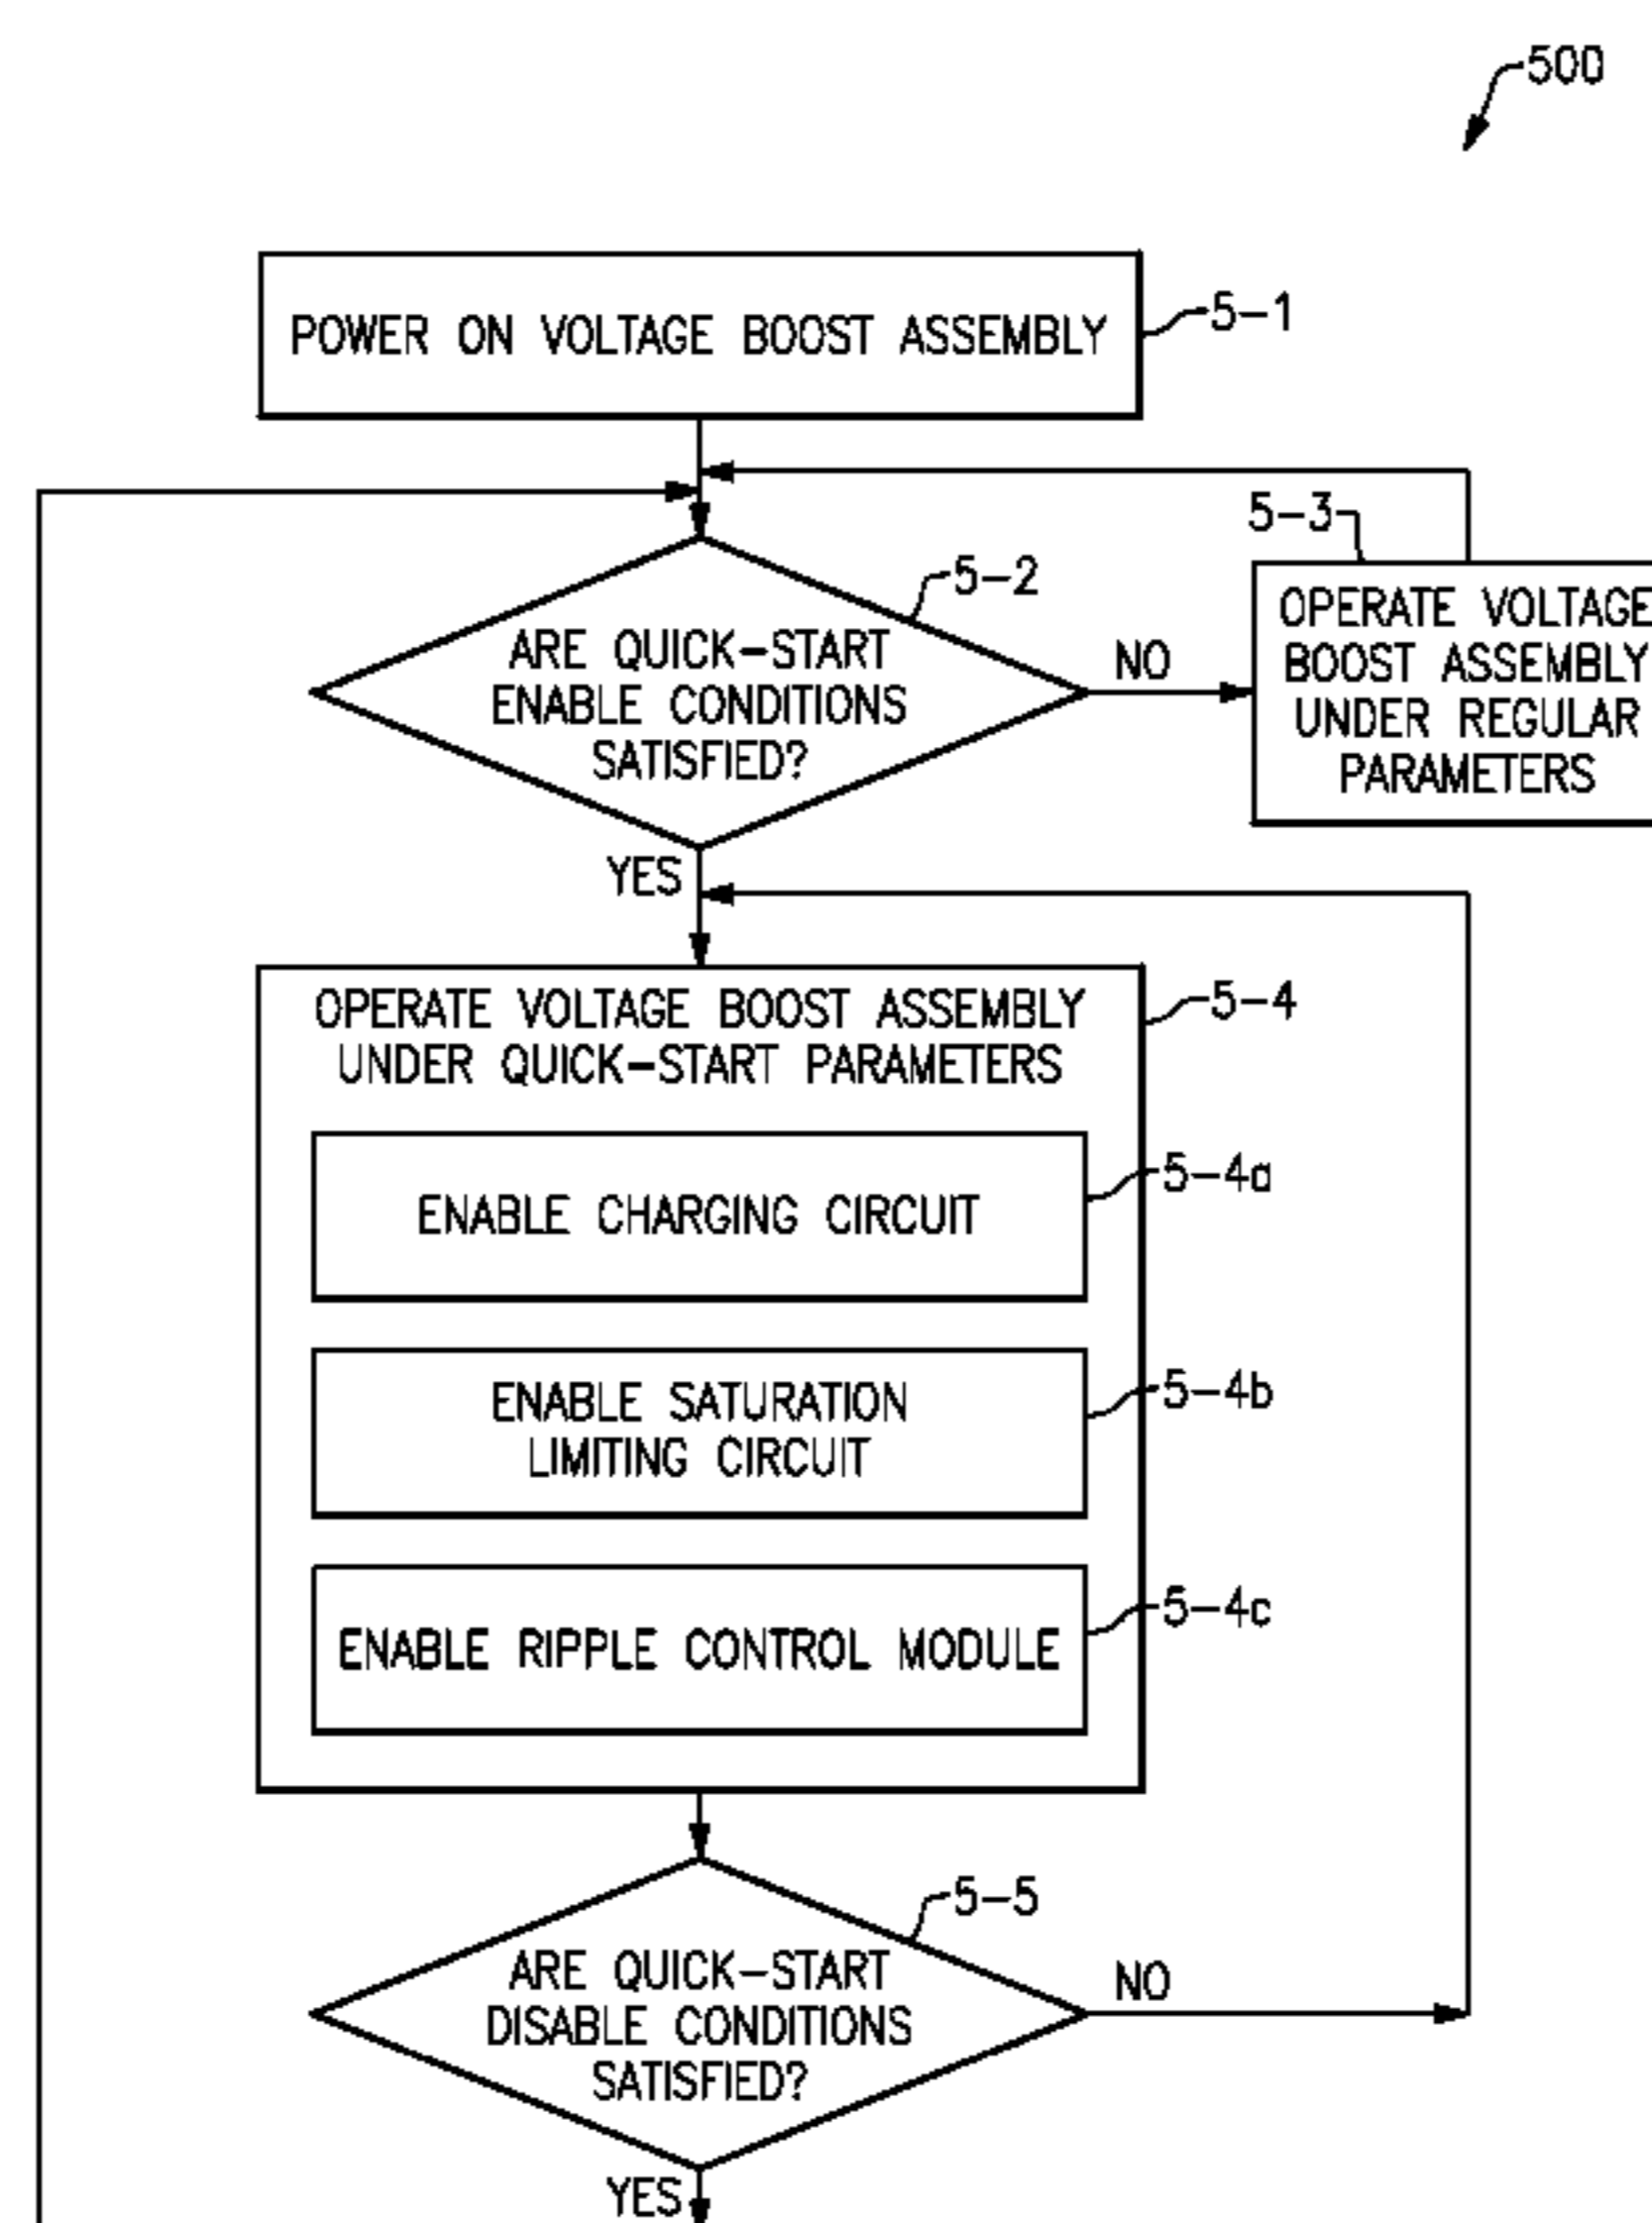 500
POWER ON VOLTAGE BOOST ASSEMBLY
5-1
5-2
ARE QUICK-START
ENABLE CONDITIONS
SATISFIED?
NO
5-3
OPERATE VOLTAGE
BOOST ASSEMBLY
UNDER REGULAR
PARAMETERS
YES
OPERATE VOLTAGE BOOST ASSEMBLY
UNDER QUICK-START PARAMETERS
5-4
ENABLE CHARGING CIRCUIT
5-4a
ENABLE SATURATION
LIMITING CIRCUIT
5-4b
ENABLE RIPPLE CONTROL MODULE
5-4c
5-5
ARE QUICK-START
DISABLE CONDITIONS
SATISFIED?
NO
YES